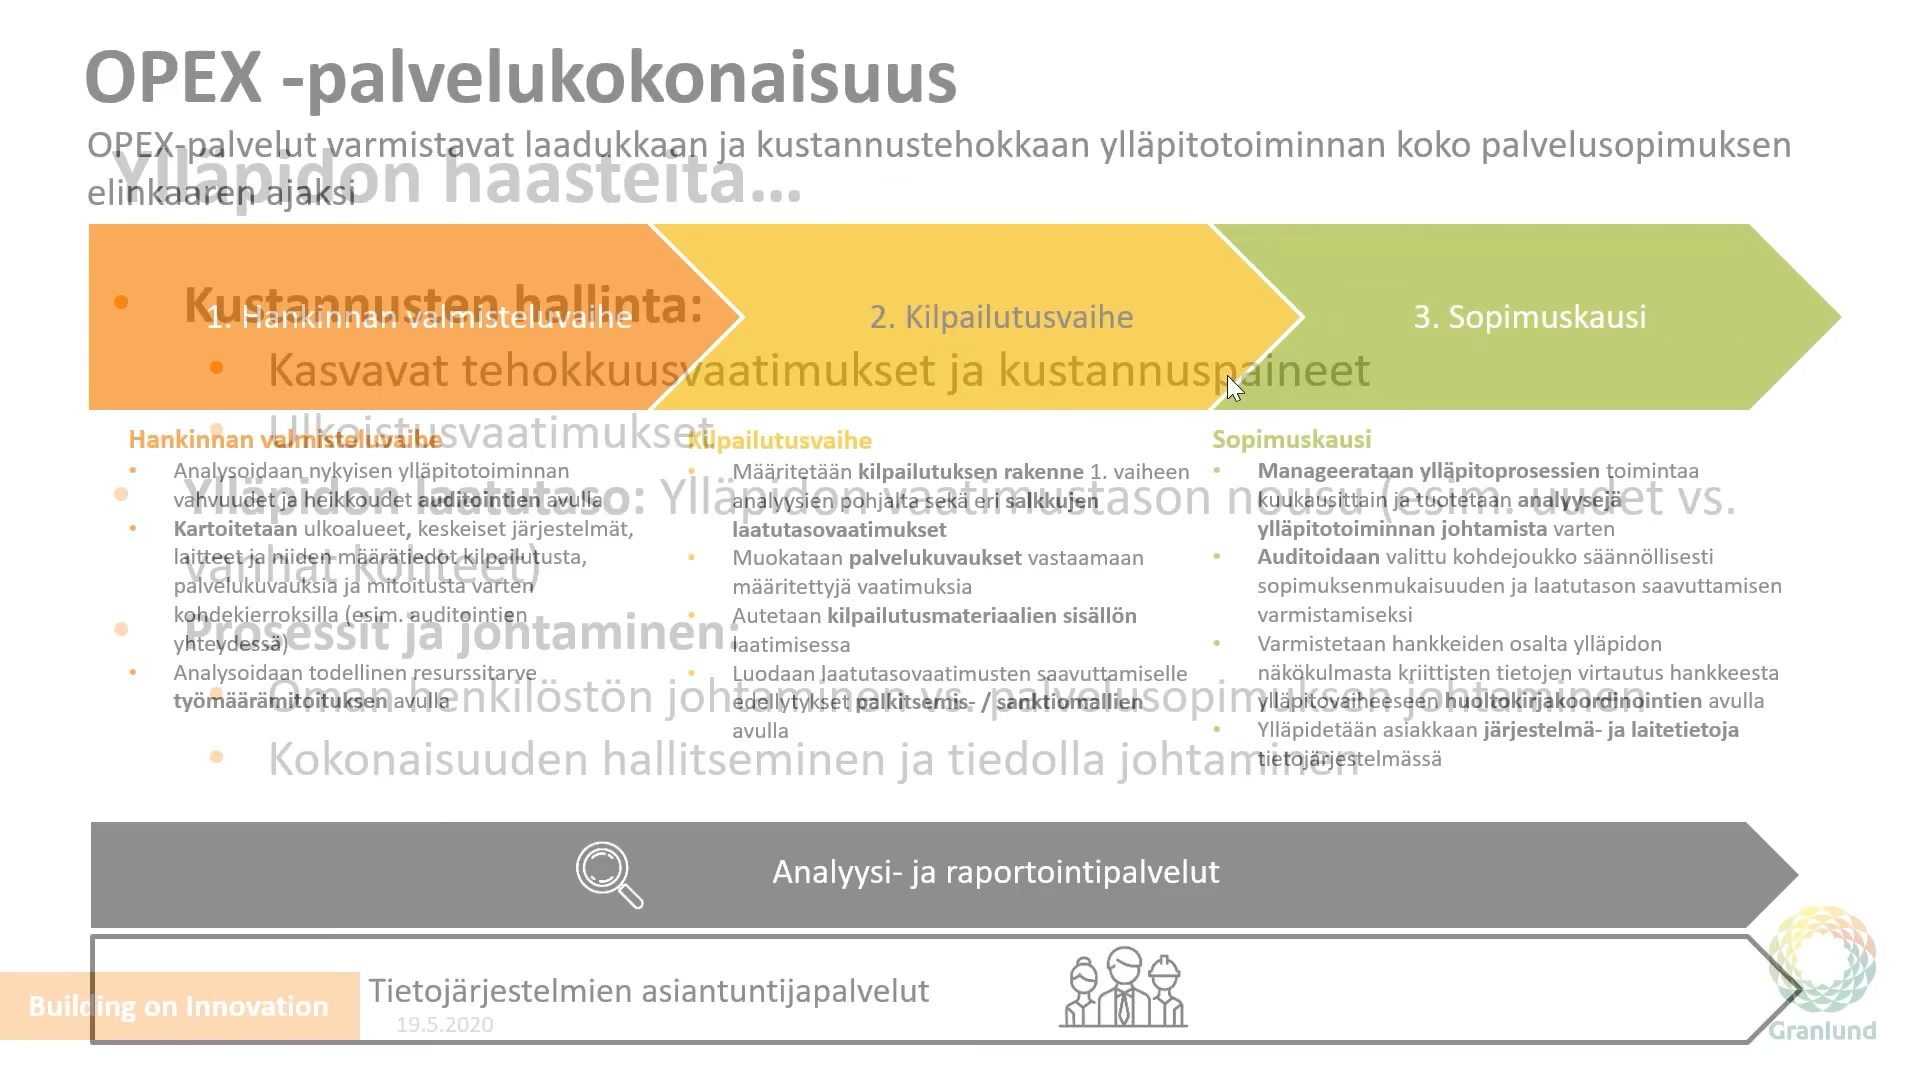 OPEX -palvelukokonaisuus
OPEX-palvelut varmistavat laadukkaan ja kustannustehokkaan ylläpitotoiminnan koko palvelusopimuksen
elinkaaren ajaksi
Ylläpidon haasteita...
1. Hankinnan valmisteluvaihe
2. Kilpailutusvaihe
3. Sopimuskausi
• Kustannusten hallinta:
• Kasvavat tehokkuusvaatimukset ja kustannuspaineet
• Ulkoistusvaatimukset
• Ylläpidon laatutaso: Ylläpidon vaatimustason nousu (esim. uudet vs.
vanhat kohteet)
• Prosessit ja johtaminen:
• Oman henkilöstön johtaminen vs. palvelusopimuksen johtaminen
• Kokonaisuuden hallitseminen ja tiedolla johtaminen
Hankinnan valmisteluvaihe
• Analysoidaan nykyisen ylläpitotoiminnan
vahvuudet ja heikkoudet auditointien avulla
• Kartoitetaan ulkoalueet, keskeiset järjestelmät,
laitteet ja niiden määrätiedot kilpailutusta,
palvelukuvauksia ja mitoitusta varten
kohdekierroksilla (esim. auditointien
yhteydessä)
• Analysoidaan todellinen resurssitarve
työmäärämitoituksen avulla
Kilpailutusvaihe
• Määritetään kilpailutuksen rakenne 1. vaiheen
analyysien pohjalta sekä eri salkkujen
laatutasovaatimukset
• Muokataan palvelukuvaukset vastaamaan
määritettyjä vaatimuksia
• Autetaan kilpailutusmateriaalien sisällön
laatimisessa
• Luodaan laatutasovaatimusten saavuttamiselle
edellytykset palkitsemis- / sanktiomallien
avulla
Sopimuskausi
• Manageerataan ylläpitoprosessien toimintaa
kuukausittain ja tuotetaan analyysejä
ylläpitotoiminnan johtamista varten
• Auditoidaan valittu kohdejoukko säännöllisesti
sopimuksenmukaisuuden ja laatutason saavuttamisen
varmistamiseksi
• Varmistetaan hankkeiden osalta ylläpidon
näkökulmasta kriittisten tietojen virtautus hankkeesta
ylläpitovaiheeseen huoltokirjakoordinointien avulla
• Ylläpidetään asiakkaan järjestelmä- ja laitetietoja
tietojärjestelmässä
Analyysi- ja raportointipalvelut
Tietojärjestelmien asiantuntijapalvelut
Building on Innovation
19.5.2020
Granlund